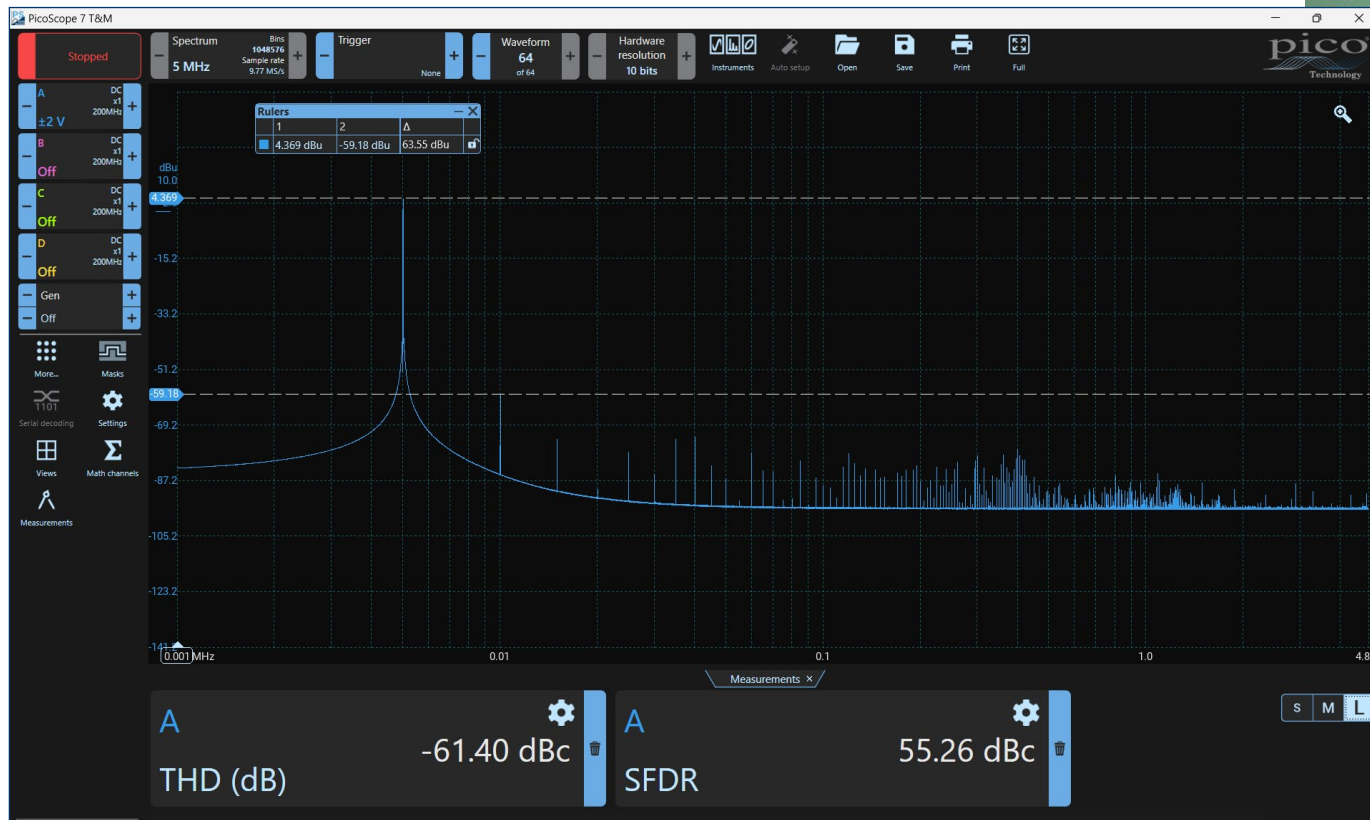 PicoScope 7 T&M
Stopped
Spectrum
5 MHz
Bins
1048576
Sample rate
9.77 MS/s
Trigger
None
Waveform
64
of 64
Hardware
resolution
10 bits
Instruments
Auto setup
Open
Save
Print
Full
pico
Technology
A
±2 V
DC
x1
200MHz
B
Off
DC
x1
200MHz
C
Off
DC
x1
200MHz
D
Off
DC
x1
200MHz
Gen
Off
More...
Masks
1101
Serial decoding
Settings
Views
Math channels
Measurements
Rulers
1 2 Δ
4.369 dBu -59.18 dBu 63.55 dBu
dBu
10.0
4.369
-15.2
-33.2
-51.2
-59.18
-69.2
-87.2
-105.2
-123.2
0.001 MHz 0.01 0.1 1.0 4.8
Measurements ×
A
-61.40 dBc
THD (dB)
A
55.26 dBc
SFDR
S M L